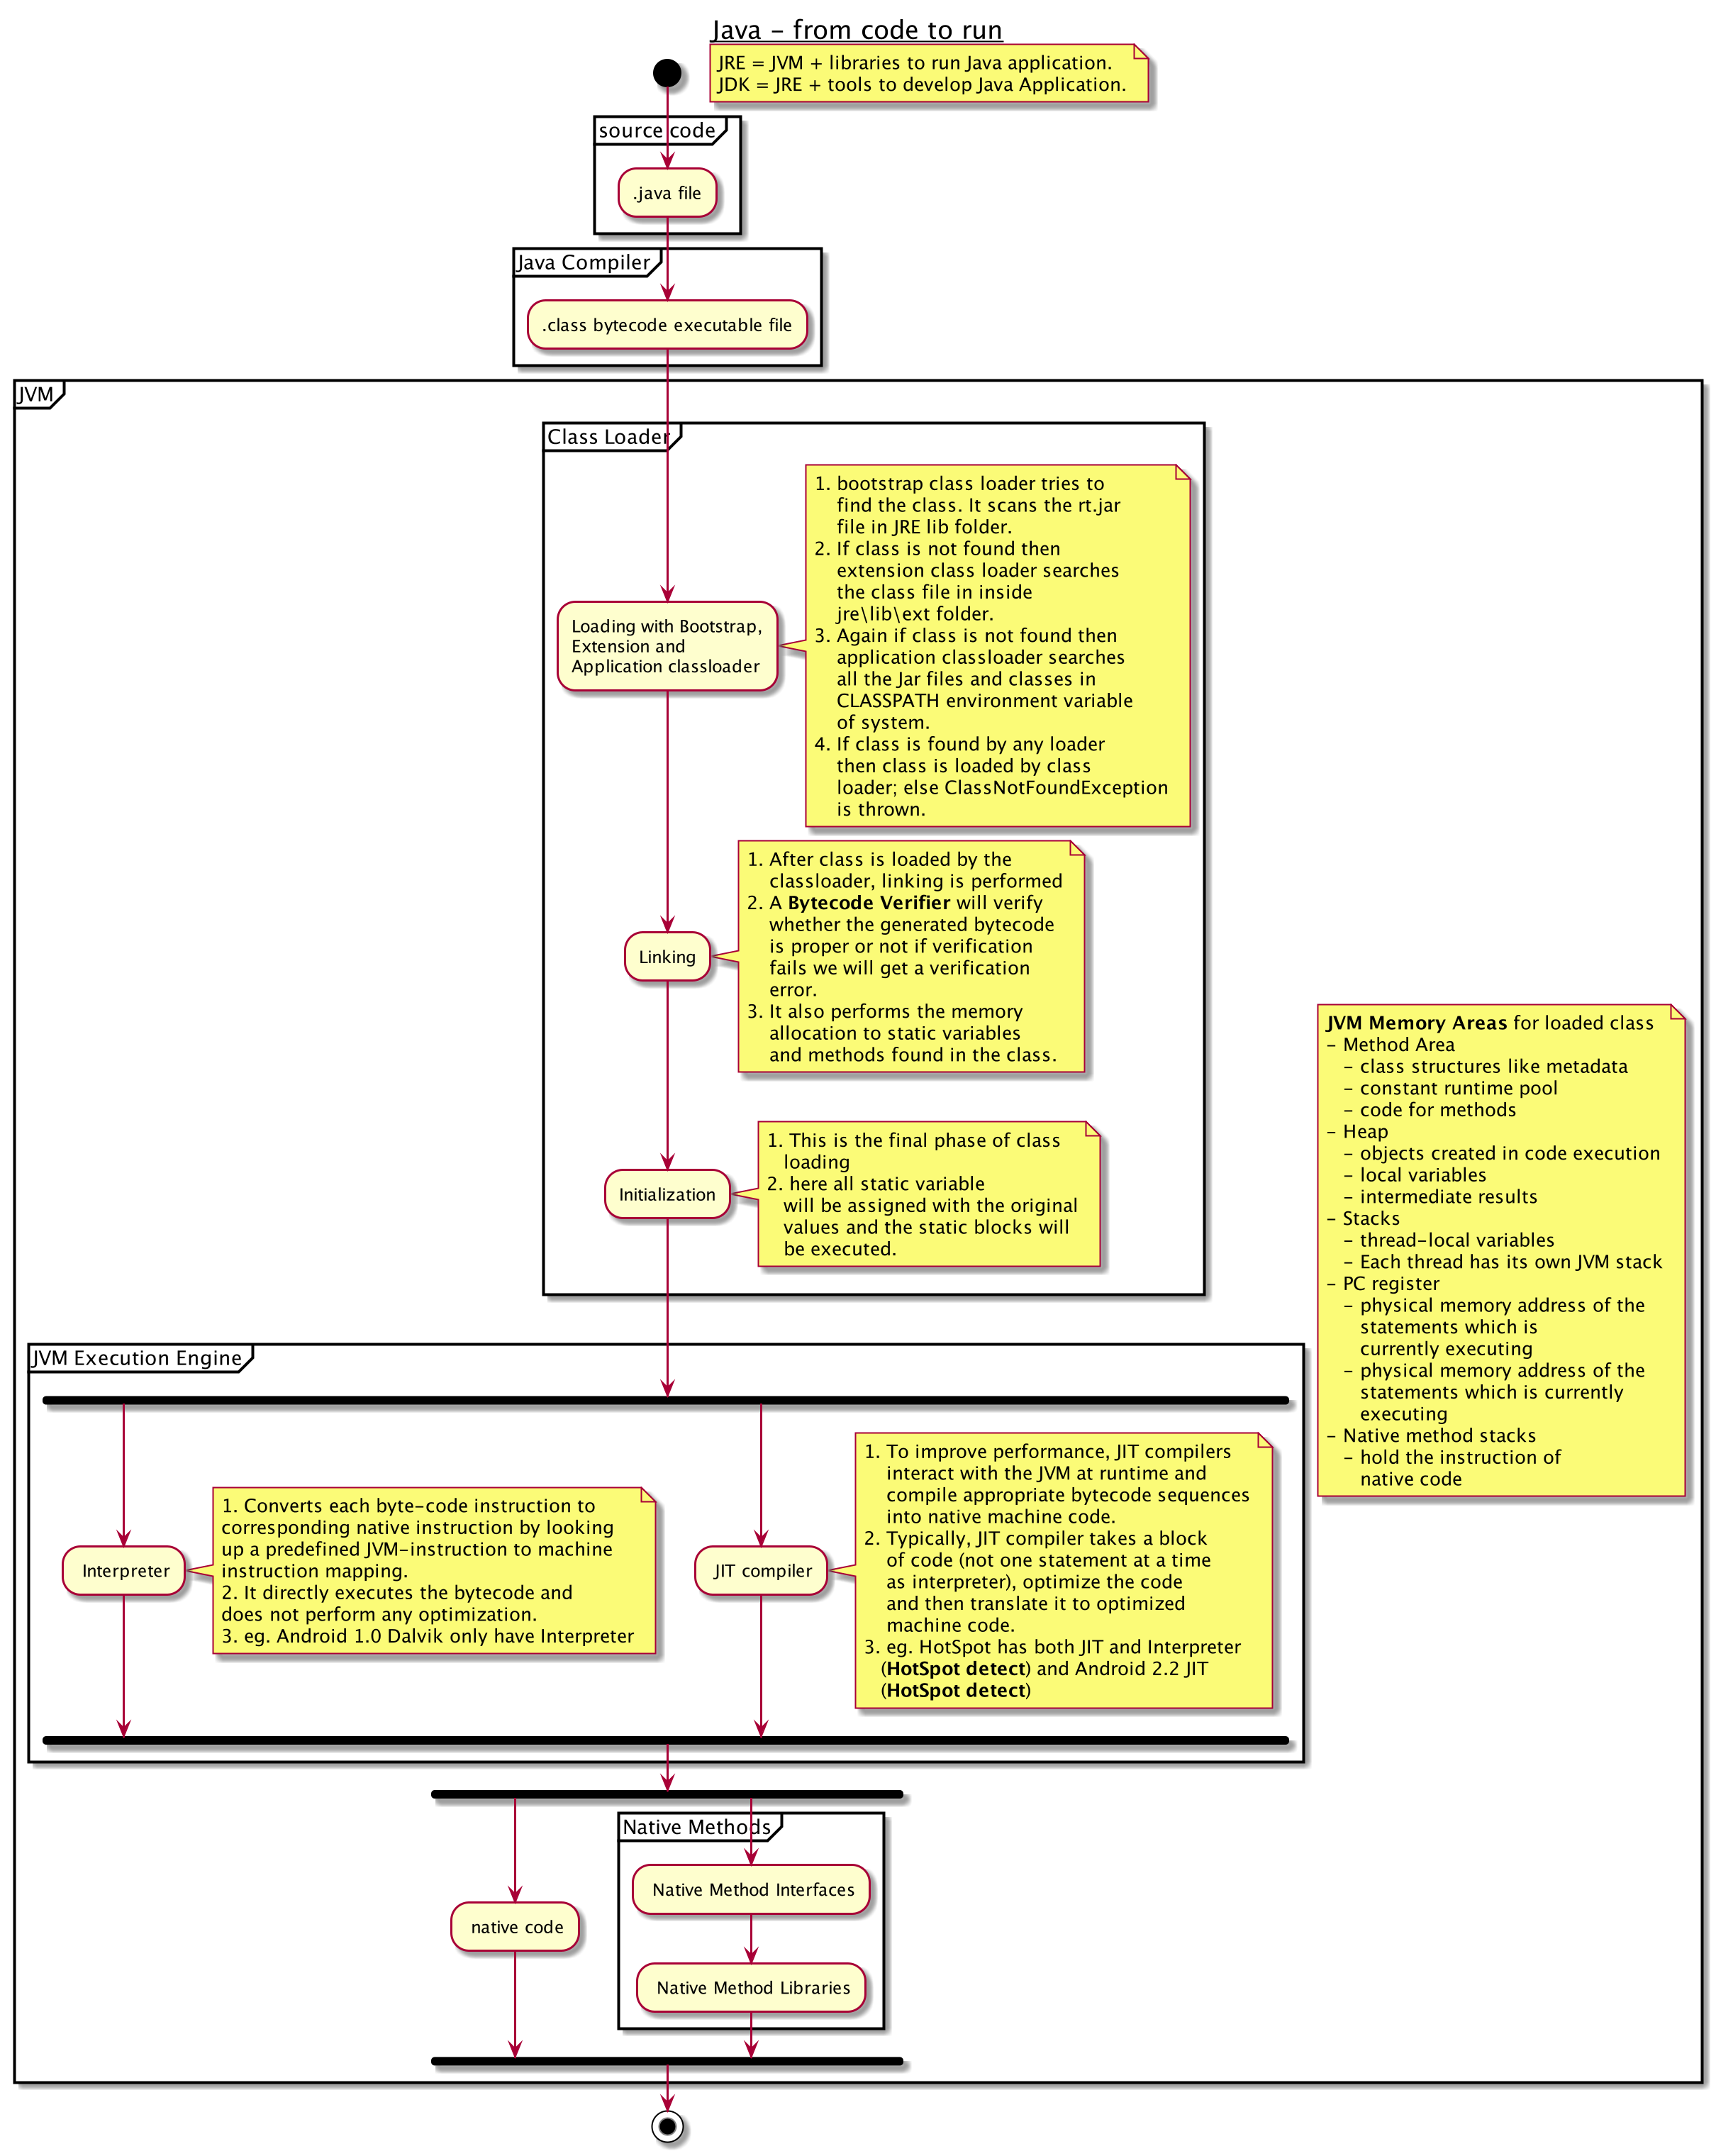 Java – from code to run
JRE = JVM + libraries to run Java application.
JDK = JRE + tools to develop Java Application.
source code
.java file
Java Compiler
.class bytecode executable file
JVM
Class Loader
1. bootstrap class loader tries to
find the class. It scans the rt.jar
file in JRE lib folder.
2. If class is not found then
extension class loader searches
the class file in inside
jre\lib\ext folder.
3. Again if class is not found then
application classloader searches
all the Jar files and classes in
CLASSPATH environment variable
of system.
4. If class is found by any loader
then class is loaded by class
loader; else ClassNotFoundException
is thrown.
Loading with Bootstrap,
Extension and
Application classloader
1. After class is loaded by the
classloader, linking is performed
2. A Bytecode Verifier will verify
whether the generated bytecode
is proper or not if verification
fails we will get a verification
error.
3. It also performs the memory
allocation to static variables
and methods found in the class.
Linking
1. This is the final phase of class
loading
2. here all static variable
will be assigned with the original
values and the static blocks will
be executed.
Initialization
JVM Memory Areas for loaded class
– Method Area
– class structures like metadata
– constant runtime pool
– code for methods
– Heap
– objects created in code execution
– local variables
– intermediate results
– Stacks
– thread–local variables
– Each thread has its own JVM stack
– PC register
– physical memory address of the
statements which is
currently executing
– physical memory address of the
statements which is currently
executing
– Native method stacks
– hold the instruction of
native code
JVM Execution Engine
1. Converts each byte–code instruction to
corresponding native instruction by looking
up a predefined JVM–instruction to machine
instruction mapping.
2. It directly executes the bytecode and
does not perform any optimization.
3. eg. Android 1.0 Dalvik only have Interpreter
Interpreter
1. To improve performance, JIT compilers
interact with the JVM at runtime and
compile appropriate bytecode sequences
into native machine code.
2. Typically, JIT compiler takes a block
of code (not one statement at a time
as interpreter), optimize the code
and then translate it to optimized
machine code.
3. eg. HotSpot has both JIT and Interpreter
(HotSpot detect) and Android 2.2 JIT
(HotSpot detect)
JIT compiler
Native Methods
Native Method Interfaces
native code
Native Method Libraries